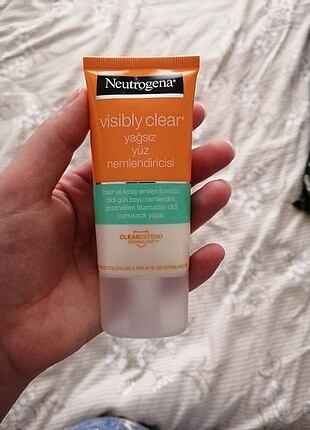 Neutrogena®
visibly clear®
yağsız
yüz
nemlendiricisi
hafif ve kolay emilen formülü
cildi gün boyu nemlendirir,
gözenekleri tıkamadan cildi
yumuşacık yapar.
CLEARDEFEND
TECHNOLOGY™